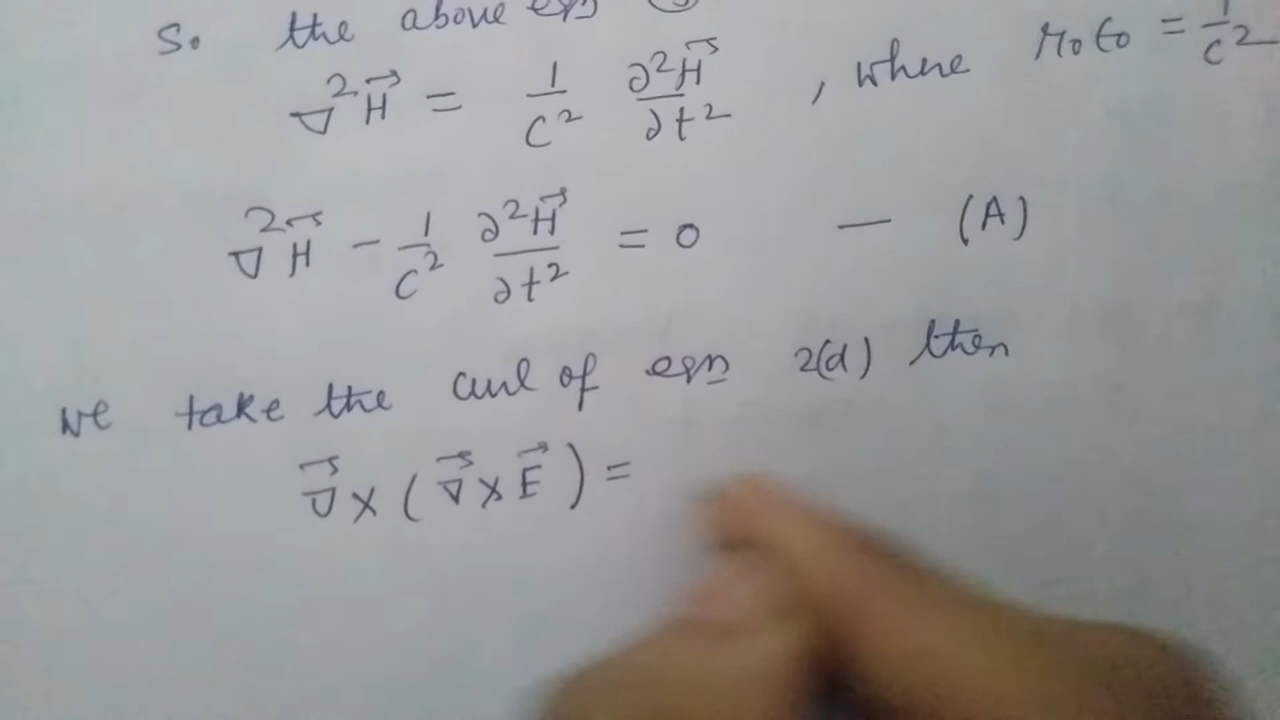 So the above eqn
∇²H⃗ = 1/c² ∂²H⃗/∂t² , where μ₀ε₀ = 1/c²
∇²H⃗ − 1/c² ∂²H⃗/∂t² = 0 — (A)
we take the curl of eqn 2(d) then
∇⃗ × (∇⃗ × E⃗) =